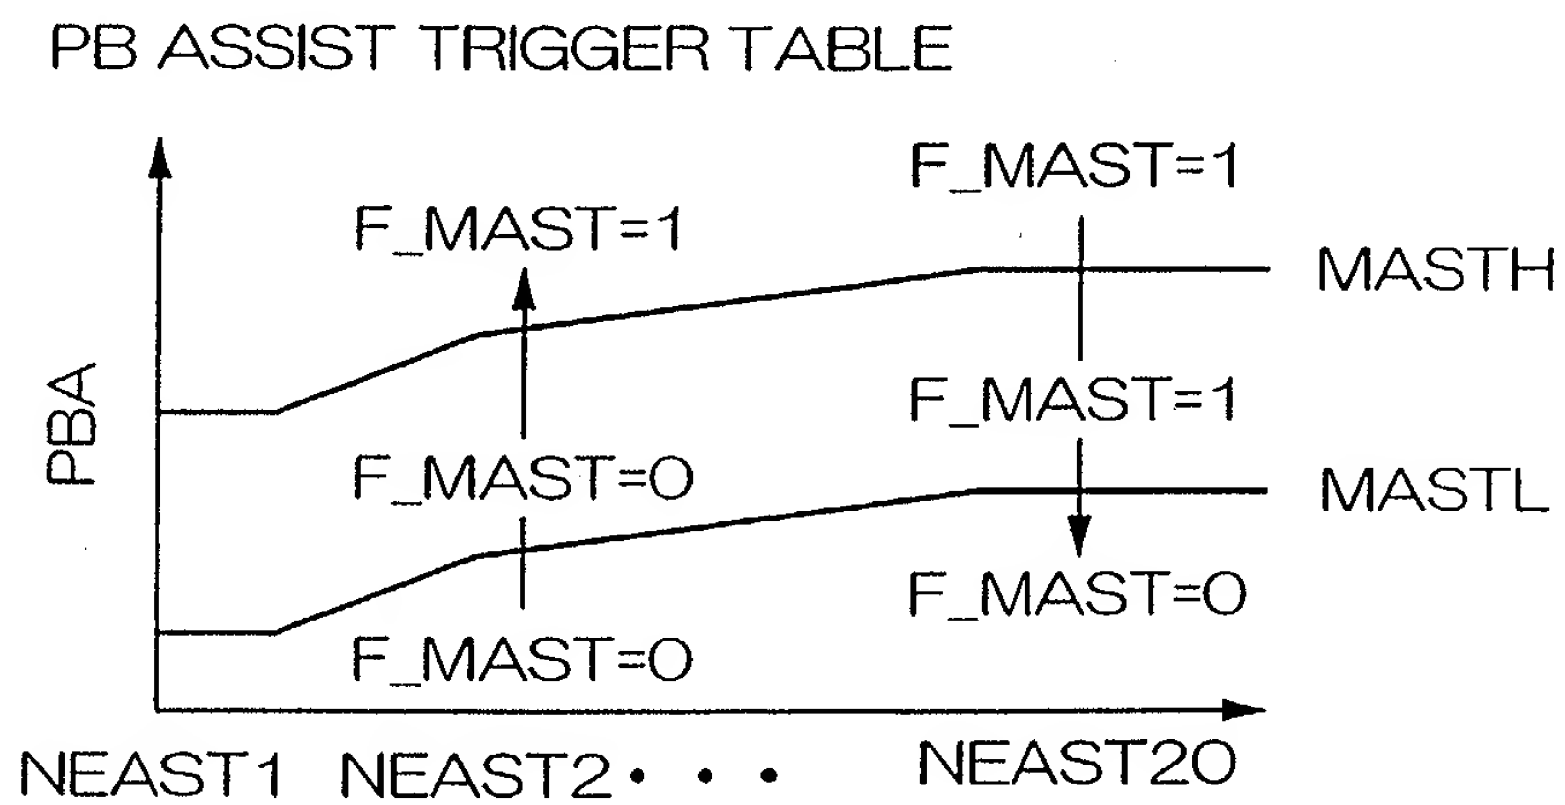 PB ASSIST TRIGGER TABLE
F_MAST=1
F_MAST=1
MASTH
PBA
F_MAST=1
F_MAST=0
MASTL
F_MAST=0
F_MAST=0
NEAST1 NEAST2 • • • NEAST20